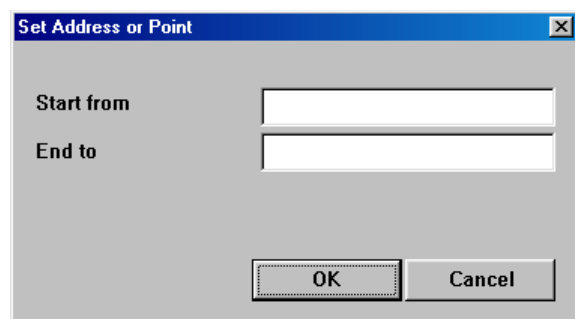 Set Address or Point
Start from
End to
OK Cancel